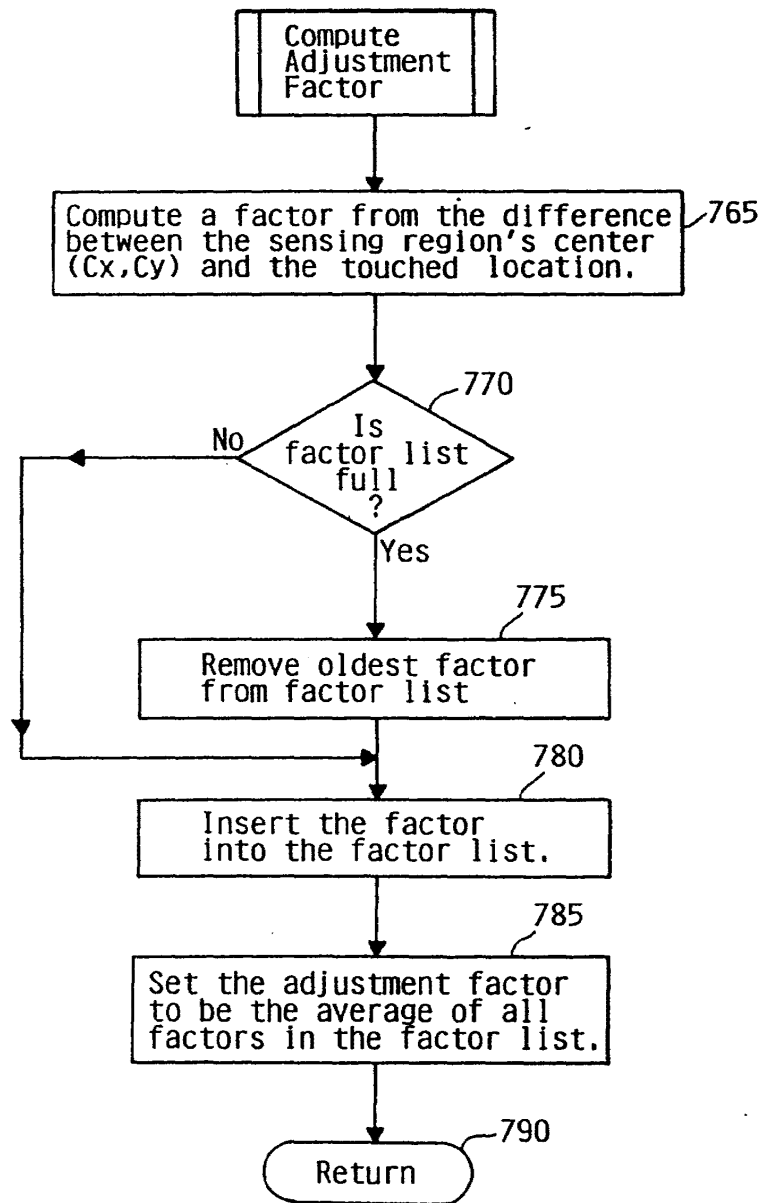 Compute
Adjustment
Factor
Compute a factor from the difference
between the sensing region's center
(Cx,Cy) and the touched location.
765
770
Is
factor list
full
?
No
Yes
775
Remove oldest factor
from factor list
780
Insert the factor
into the factor list.
785
Set the adjustment factor
to be the average of all
factors in the factor list.
790
Return